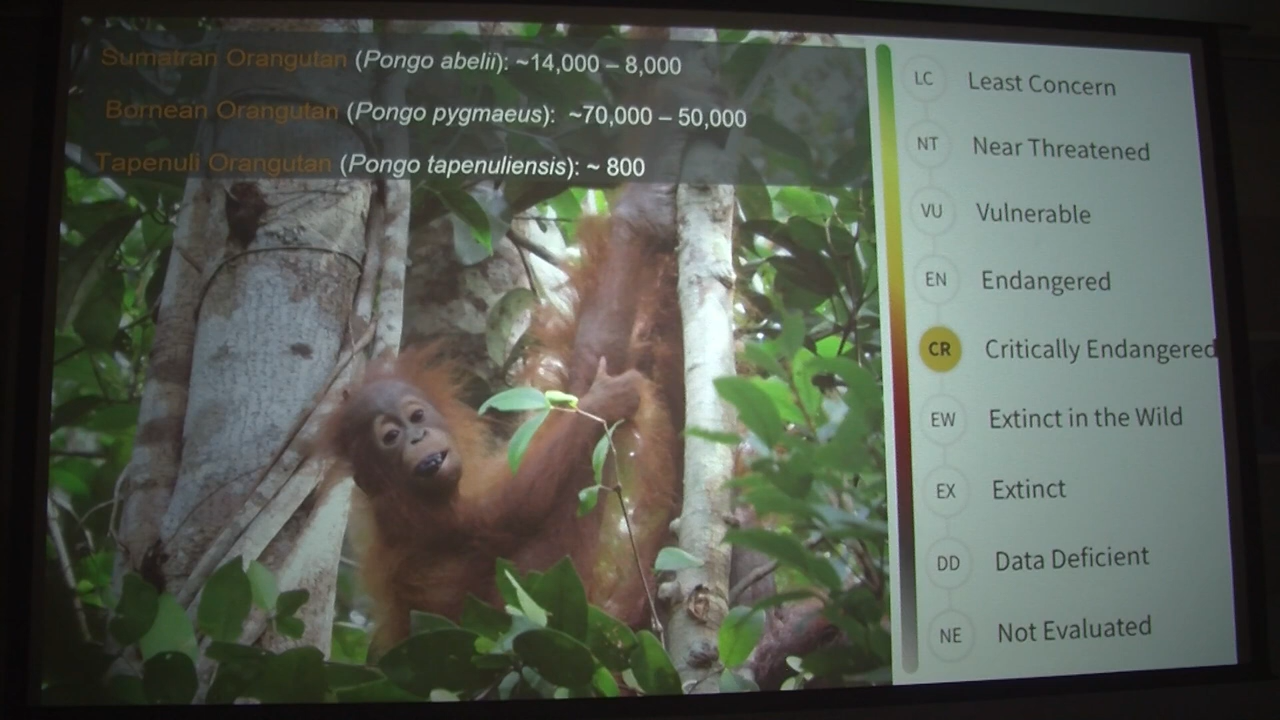 Sumatran Orangutan (Pongo abelii): ~14,000 – 8,000
Bornean Orangutan (Pongo pygmaeus): ~70,000 – 50,000
Tapenuli Orangutan (Pongo tapenuliensis): ~ 800
LC Least Concern
NT Near Threatened
VU Vulnerable
EN Endangered
CR Critically Endangered
EW Extinct in the Wild
EX Extinct
DD Data Deficient
NE Not Evaluated